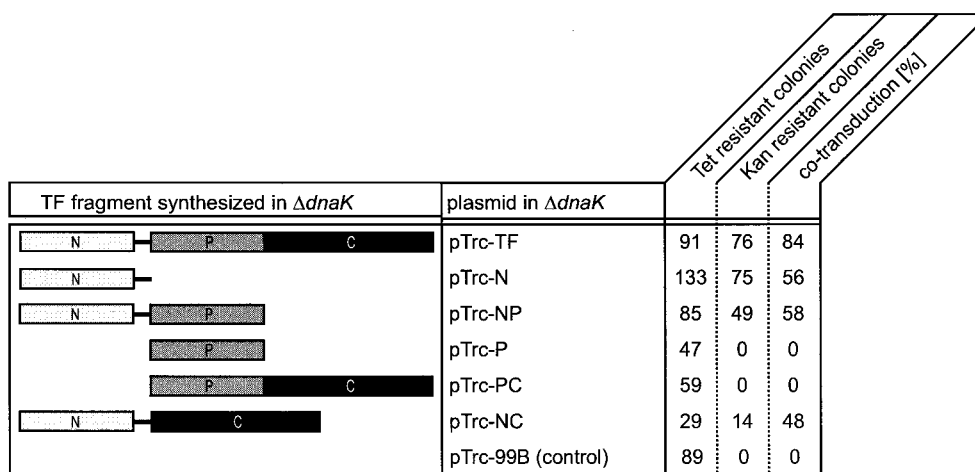 Tet resistant colonies
Kan resistant colonies
co-transduction [%]
TF fragment synthesized in ΔdnaK plasmid in ΔdnaK
N P C pTrc-TF 91 76 84
N pTrc-N 133 75 56
N P pTrc-NP 85 49 58
P pTrc-P 47 0 0
P C pTrc-PC 59 0 0
N C pTrc-NC 29 14 48
pTrc-99B (control) 89 0 0